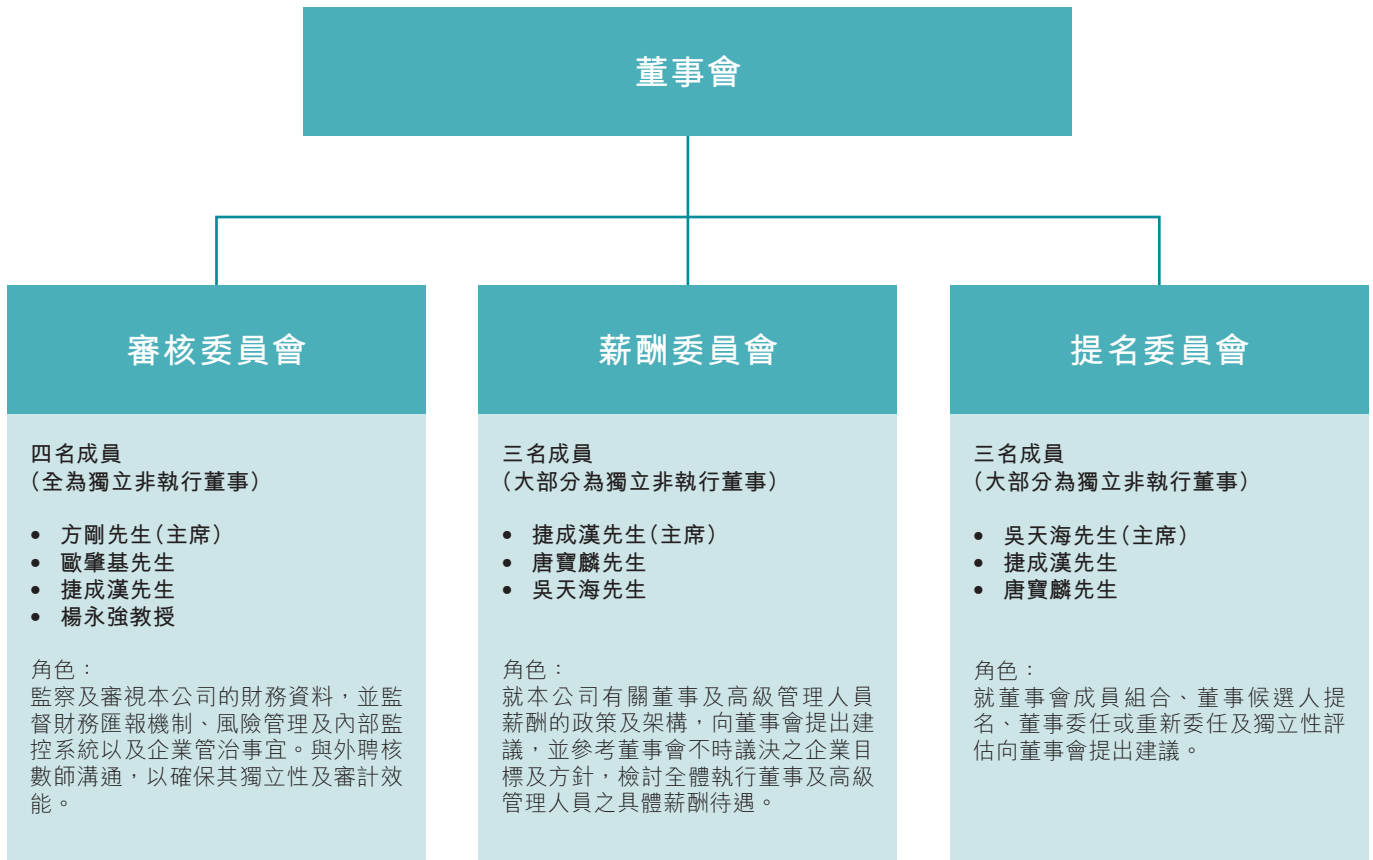 董事會
審核委員會
四名成員
(全為獨立非執行董事)
• 方剛先生(主席)
• 歐肇基先生
• 捷成漢先生
• 楊永強教授
角色：
監察及審視本公司的財務資料，並監
督財務匯報機制、風險管理及內部監
控系統以及企業管治事宜。與外聘核
數師溝通，以確保其獨立性及審計效
能。
薪酬委員會
三名成員
(大部分為獨立非執行董事)
• 捷成漢先生(主席)
• 唐寶麟先生
• 吳天海先生
角色：
就本公司有關董事及高級管理人員
薪酬的政策及架構，向董事會提出建
議，並參考董事會不時議決之企業目
標及方針，檢討全體執行董事及高級
管理人員之具體薪酬待遇。
提名委員會
三名成員
(大部分為獨立非執行董事)
• 吳天海先生(主席)
• 捷成漢先生
• 唐寶麟先生
角色：
就董事會成員組合、董事候選人提
名、董事委任或重新委任及獨立性評
估向董事會提出建議。